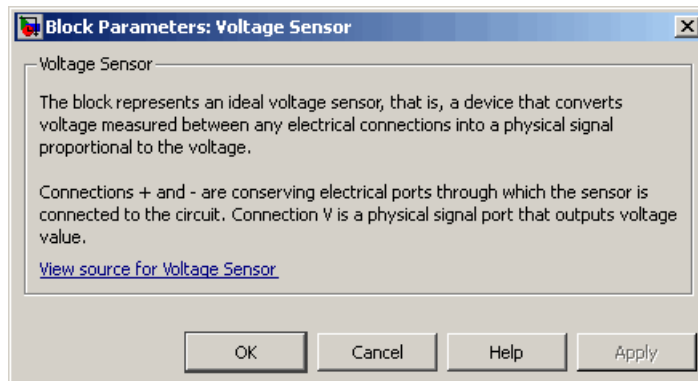 Block Parameters: Voltage Sensor
Voltage Sensor
The block represents an ideal voltage sensor, that is, a device that converts
voltage measured between any electrical connections into a physical signal
proportional to the voltage.
Connections + and - are conserving electrical ports through which the sensor is
connected to the circuit. Connection V is a physical signal port that outputs voltage
value.
View source for Voltage Sensor
OK Cancel Help Apply